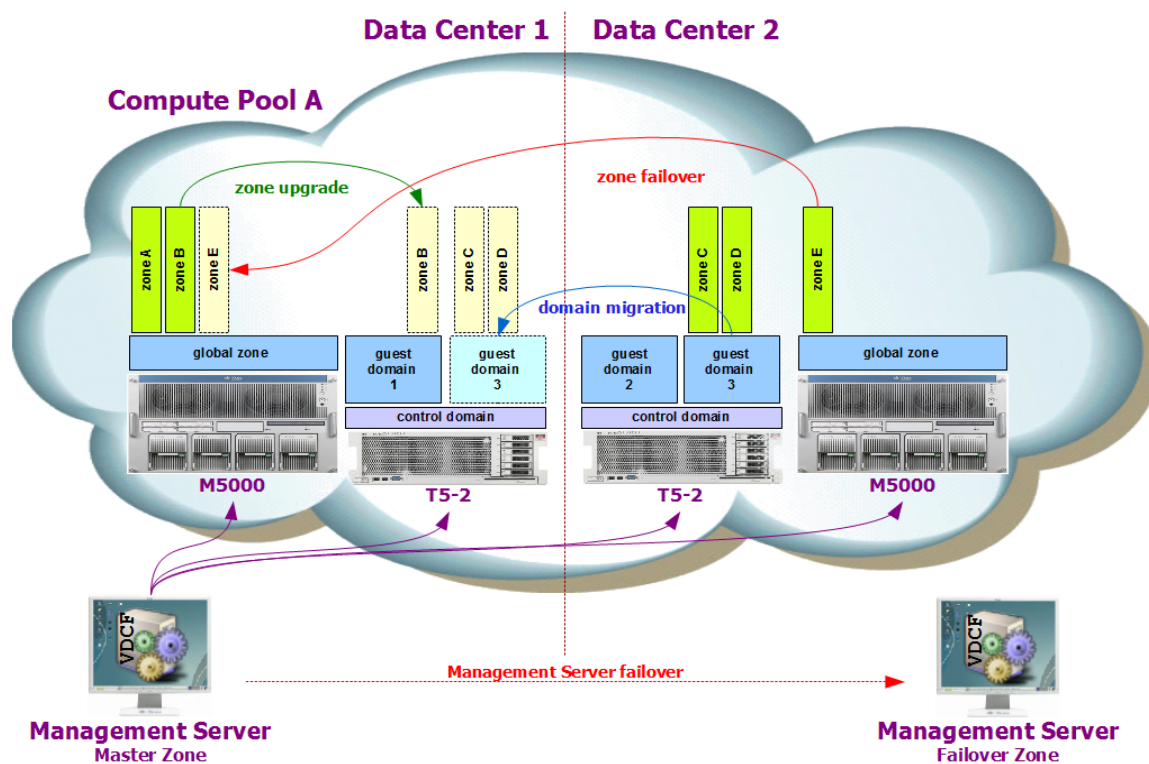 Data Center 1
Data Center 2
Compute Pool A
zone upgrade
zone failover
zone A
zone B
zone E
zone B
zone C
zone D
zone C
zone D
zone E
domain migration
global zone
guest domain 1
guest domain 3
guest domain 2
guest domain 3
global zone
control domain
control domain
M5000
T5-2
T5-2
M5000
VDCF
VDCF
Management Server failover
Management Server
Master Zone
Management Server
Failover Zone